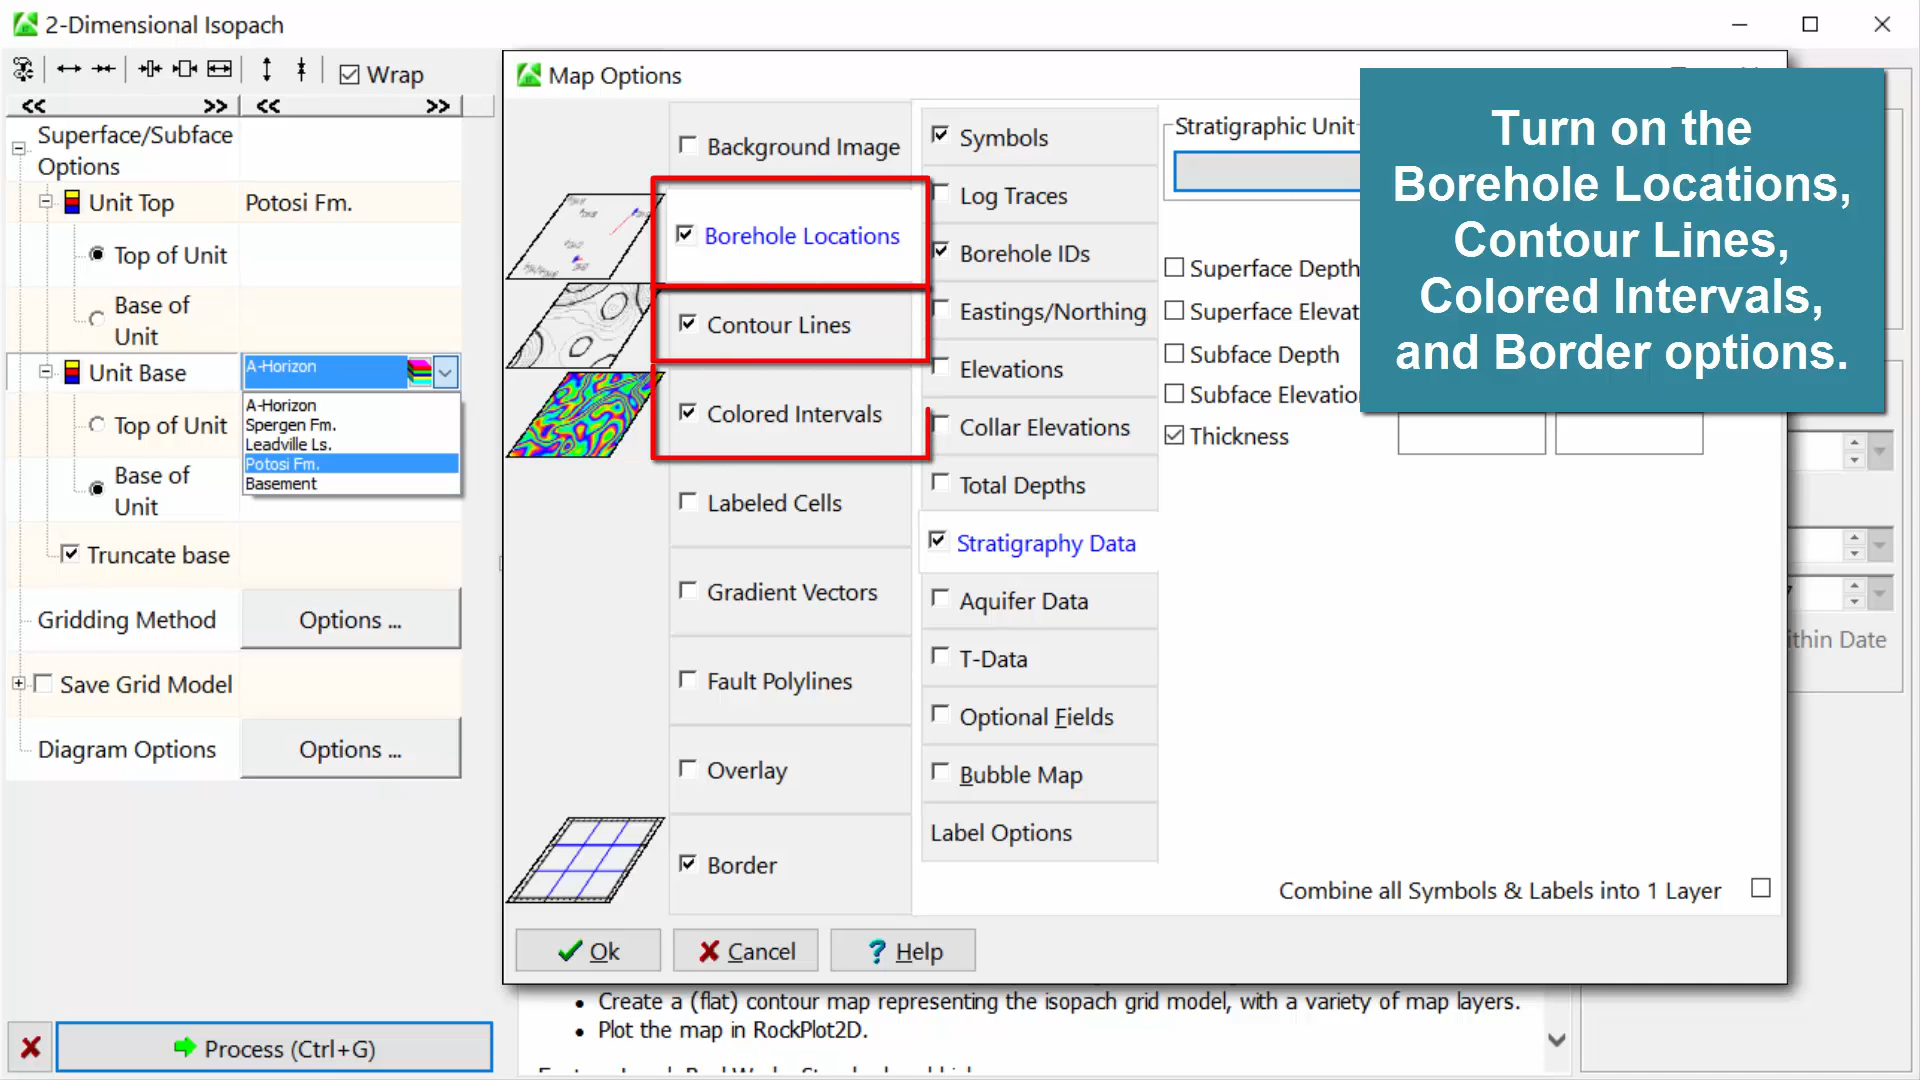 2-Dimensional Isopach
Wrap
<< >> << >>
Superface/Subface
Options
Unit Top Potosi Fm.
Top of Unit
Base of
Unit
Unit Base A-Horizon
A-Horizon
Spergen Fm.
Leadville Ls.
Potosi Fm.
Basement
Top of Unit
Base of
Unit
Truncate base
Gridding Method Options ...
Save Grid Model
Diagram Options Options ...
Process (Ctrl+G)
Map Options
Background Image
Borehole Locations
Contour Lines
Colored Intervals
Labeled Cells
Gradient Vectors
Fault Polylines
Overlay
Border
Symbols
Log Traces
Borehole IDs
Eastings/Northing
Elevations
Collar Elevations
Total Depths
Stratigraphy Data
Aquifer Data
T-Data
Optional Fields
Bubble Map
Label Options
Stratigraphic Unit
Superface Depth
Superface Elevat
Subface Depth
Subface Elevatio
Thickness
Combine all Symbols & Labels into 1 Layer
Ok Cancel Help
Turn on the
Borehole Locations,
Contour Lines,
Colored Intervals,
and Border options.
ithin Date
• Create a (flat) contour map representing the isopach grid model, with a variety of map layers.
• Plot the map in RockPlot2D.